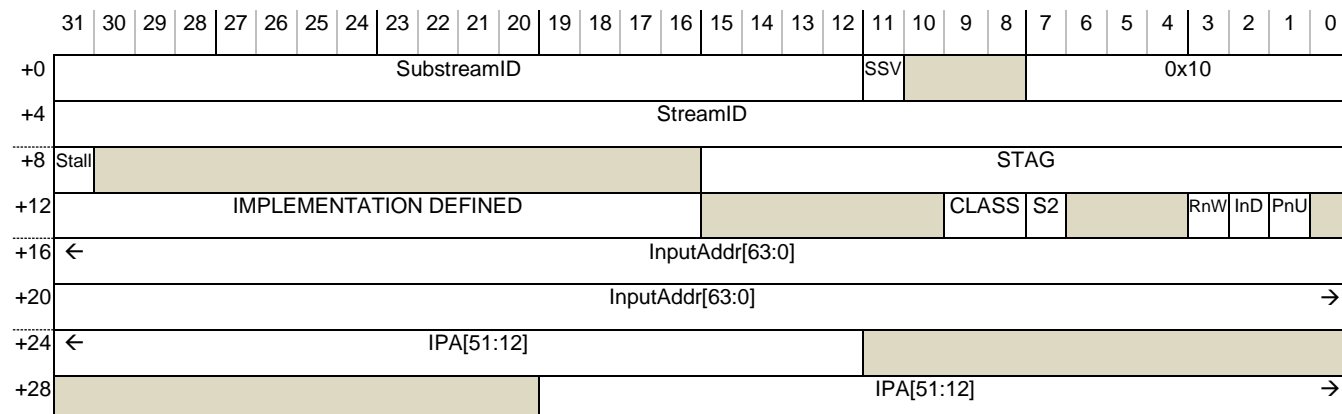 31 30 29 28 27 26 25 24 23 22 21 20 19 18 17 16 15 14 13 12 11 10 9 8 7 6 5 4 3 2 1 0
+0 SubstreamID SSV 0x10
+4 StreamID
+8 Stall STAG
+12 IMPLEMENTATION DEFINED CLASS S2 RnW InD PnU
+16 ← InputAddr[63:0]
+20 InputAddr[63:0] →
+24 ← IPA[51:12]
+28 IPA[51:12] →